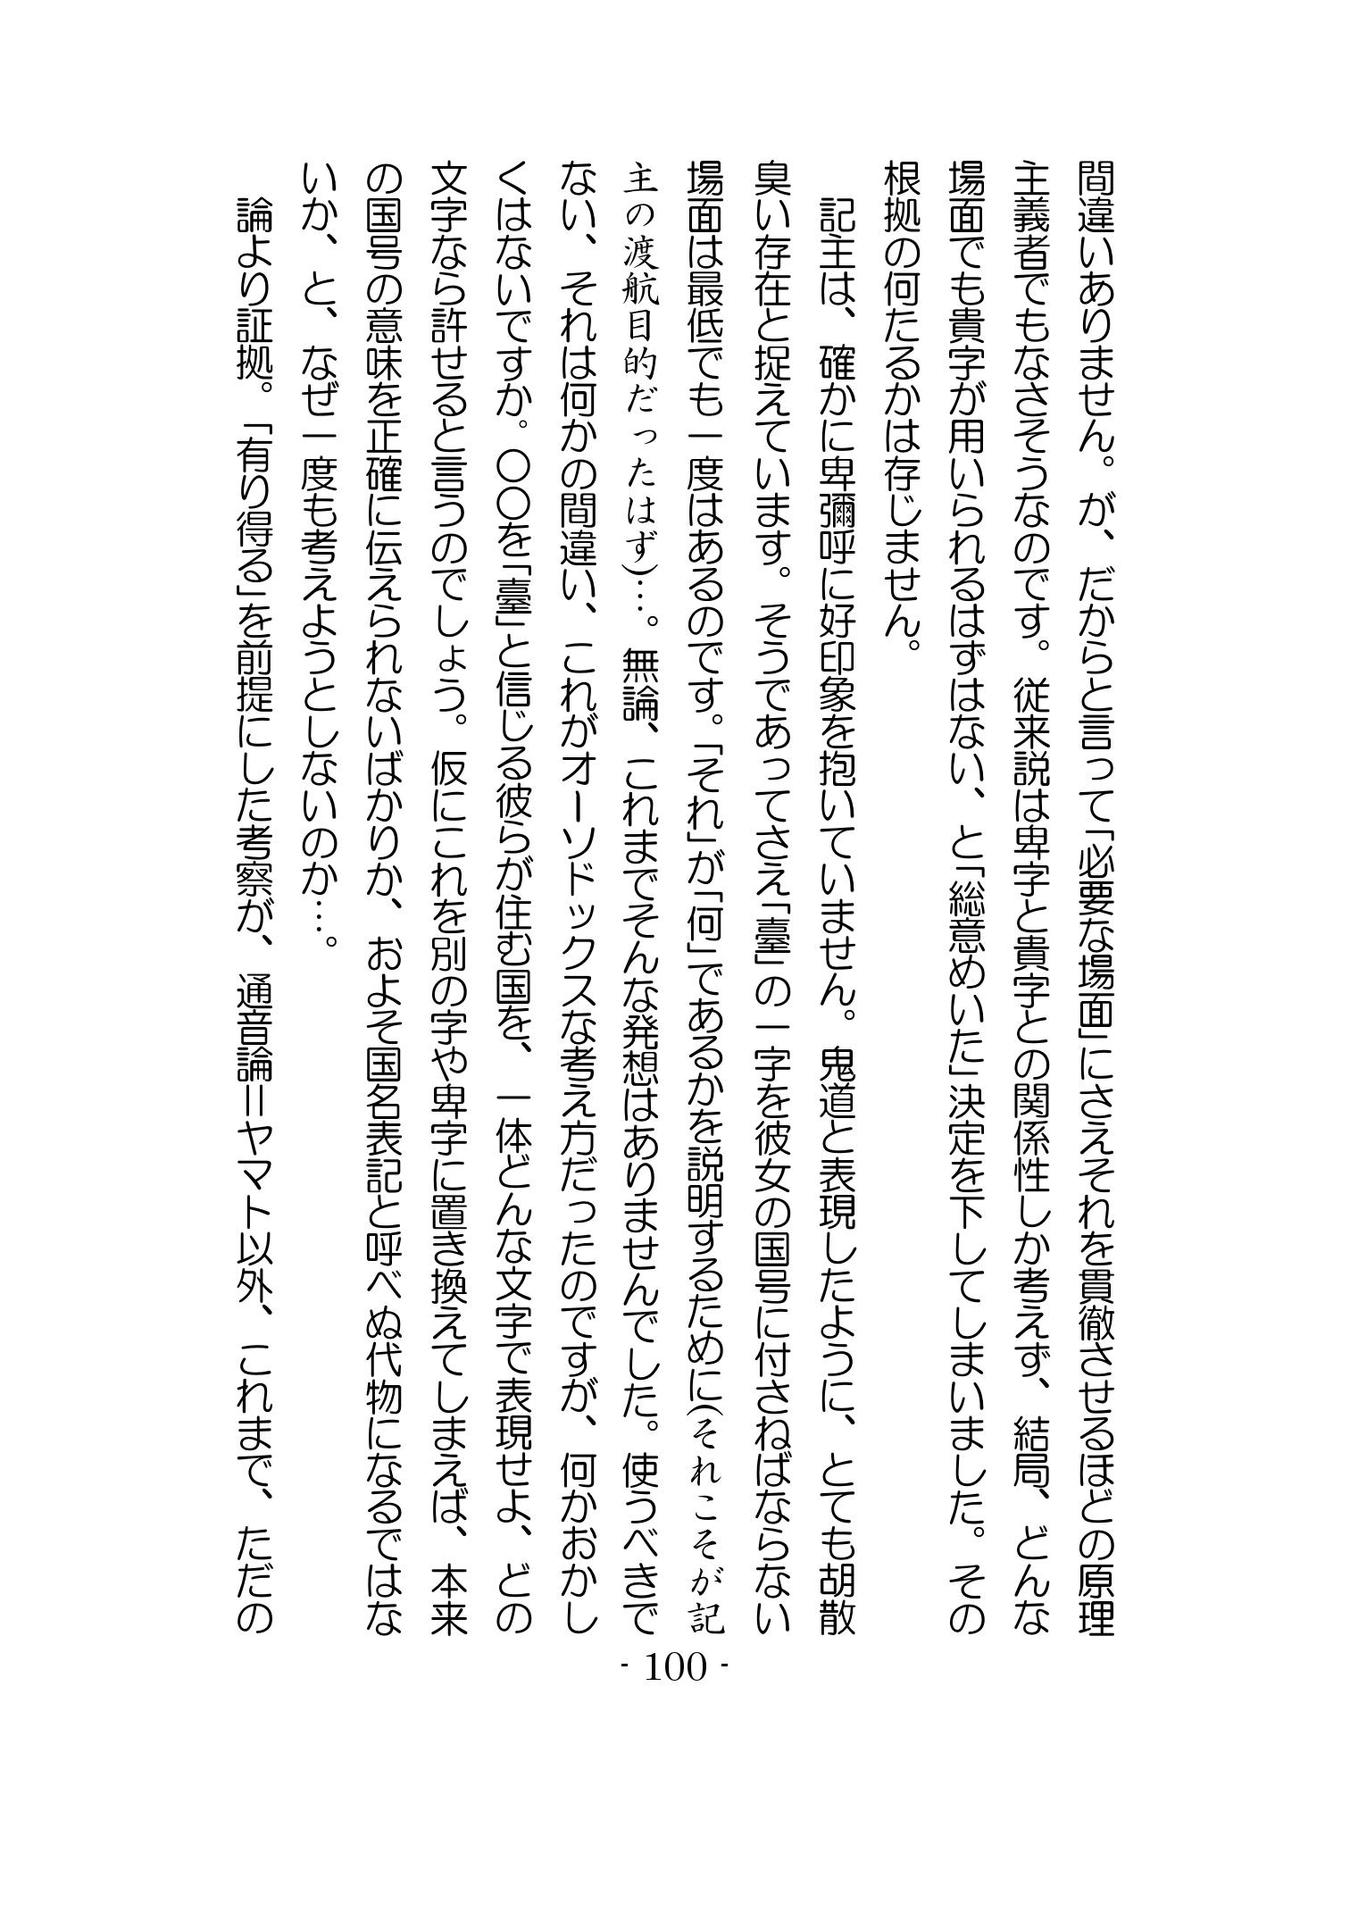 間違いありません。が、だからと言って「必要な場面」にさえそれを貫徹させるほどの原理
主義者でもなさそうなのです。従来説は卑字と貴字との関係性しか考えず、結局、どんな
場面でも貴字が用いられるはずはない、と「総意めいた」決定を下してしまいました。その
根拠の何たるかは存じません。
　記主は、確かに卑彌呼に好印象を抱いていません。鬼道と表現したように、とても胡散
臭い存在と捉えています。そうであってさえ「臺」の一字を彼女の国号に付さねばならない
場面は最低でも一度はあるのです。「それ」が「何」であるかを説明するために(それこそが記
主の渡航目的だったはず)…。無論、これまでそんな発想はありませんでした。使うべきで
ない、それは何かの間違い、これがオーソドックスな考え方だったのですが、何かおかし
くはないですか。〇〇を「臺」と信じる彼らが住む国を、一体どんな文字で表現せよ、どの
文字なら許せると言うのでしょう。仮にこれを別の字や卑字に置き換えてしまえば、本来
の国号の意味を正確に伝えられないばかりか、およそ国名表記と呼べぬ代物になるではな
いか、と、なぜ一度も考えようとしないのか…。
　論より証拠。「有り得る」を前提にした考察が、通音論＝ヤマト以外、これまで、ただの
- 100 -